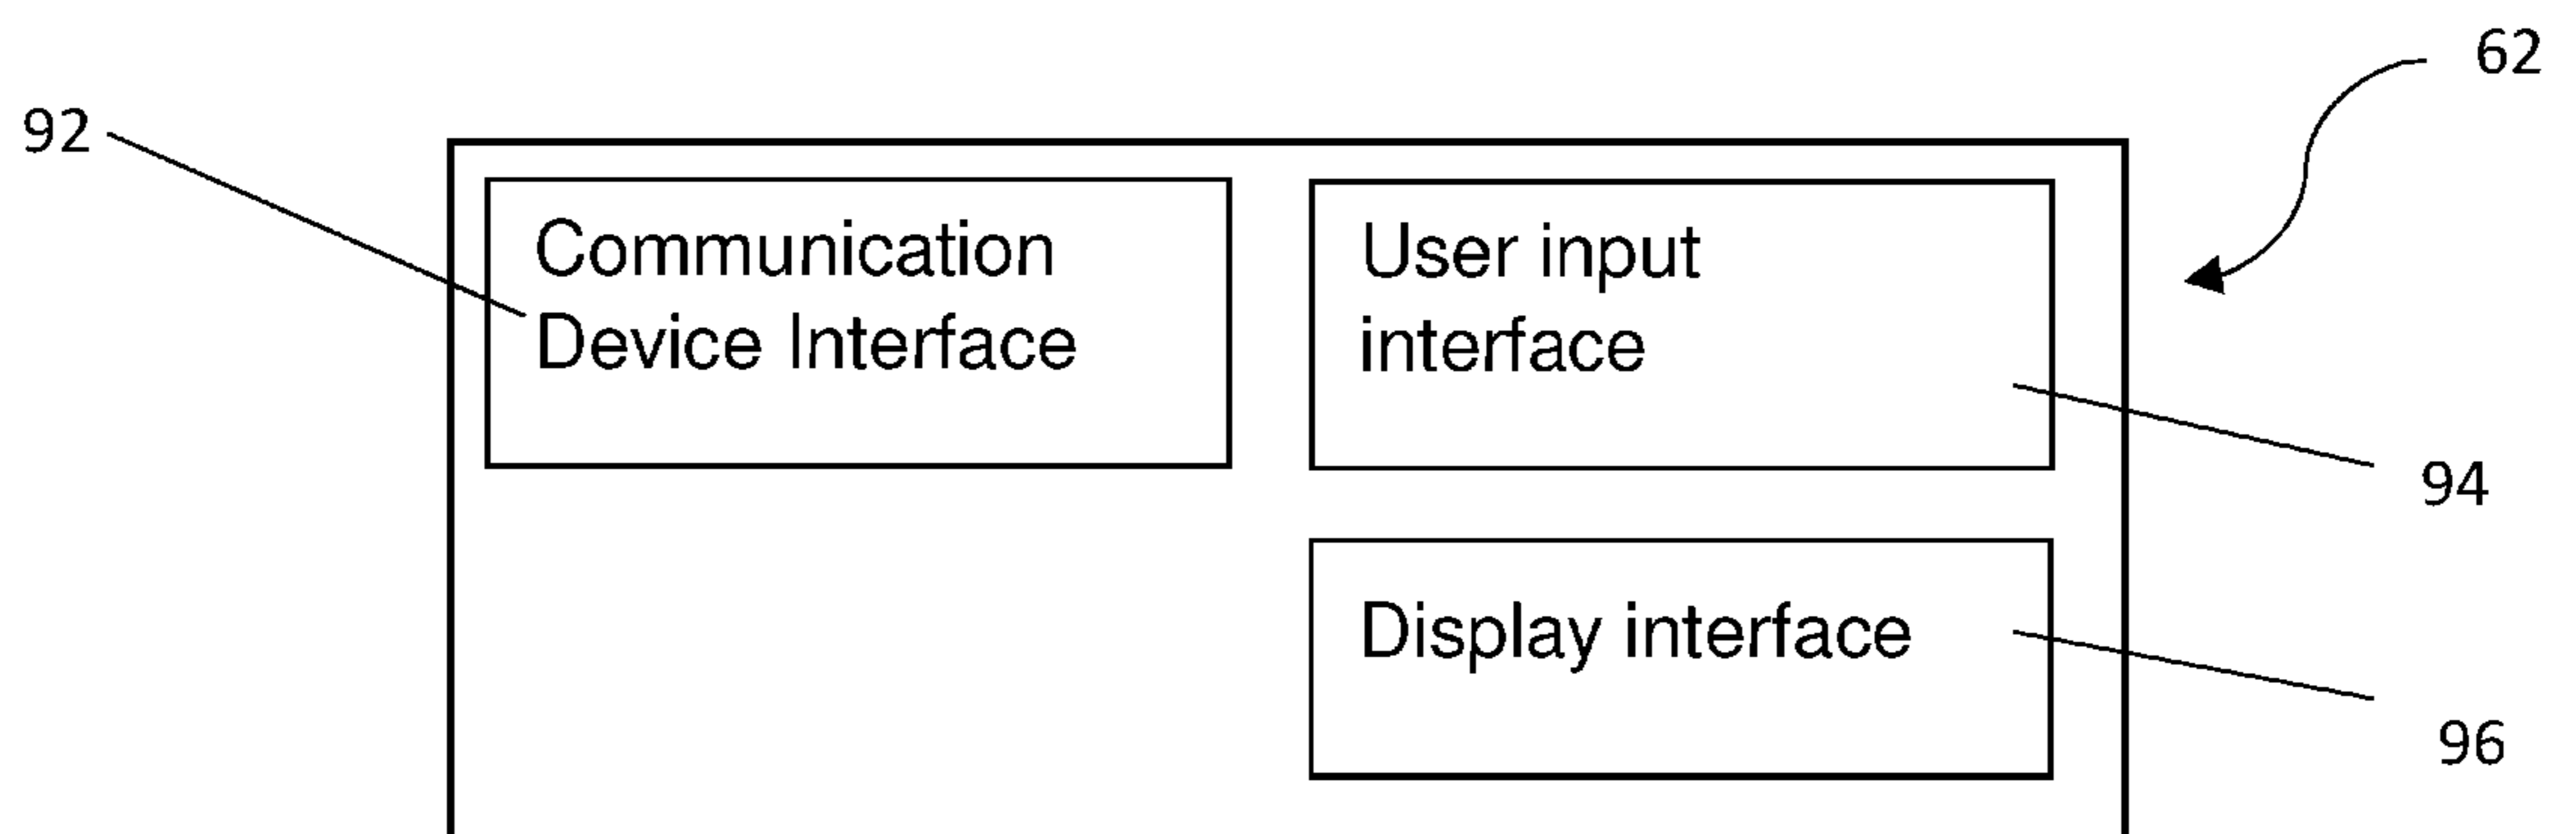 62
92
Communication
Device Interface
User input
interface
94
Display interface
96